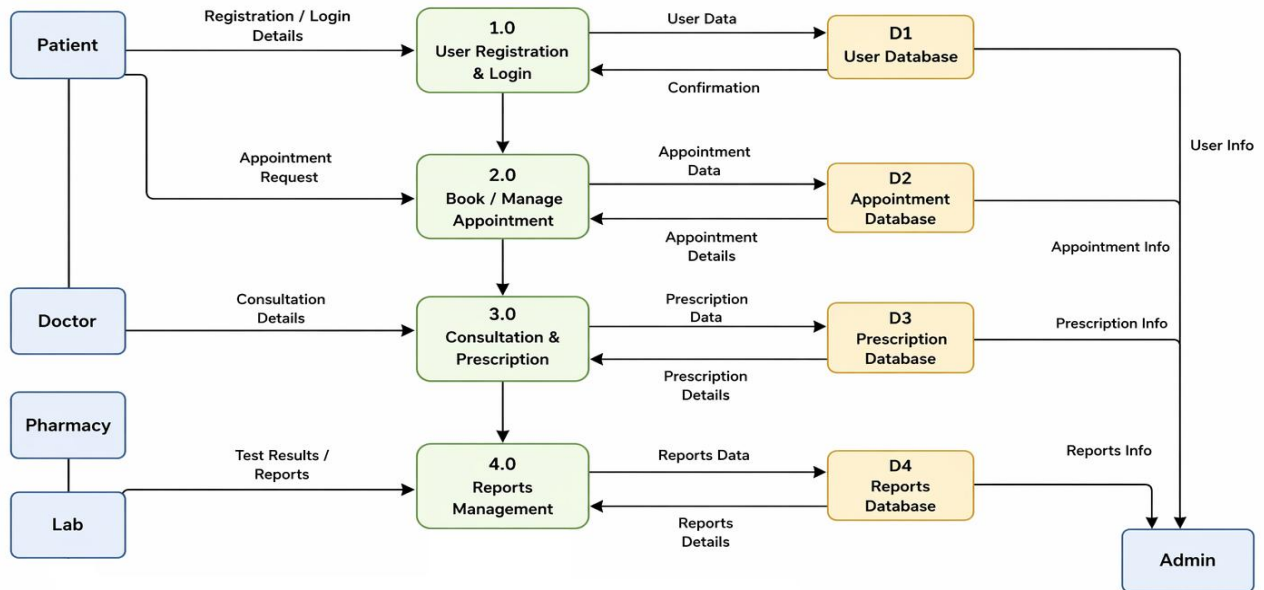 Patient
Registration / Login
Details
1.0
User Registration
& Login
User Data
Confirmation
D1
User Database
User Info
Appointment
Request
2.0
Book / Manage
Appointment
Appointment
Data
Appointment
Details
D2
Appointment
Database
Appointment Info
Doctor
Consultation
Details
3.0
Consultation &
Prescription
Prescription
Data
Prescription
Details
D3
Prescription
Database
Prescription Info
Pharmacy
Lab
Test Results /
Reports
4.0
Reports
Management
Reports Data
Reports
Details
D4
Reports
Database
Reports Info
Admin